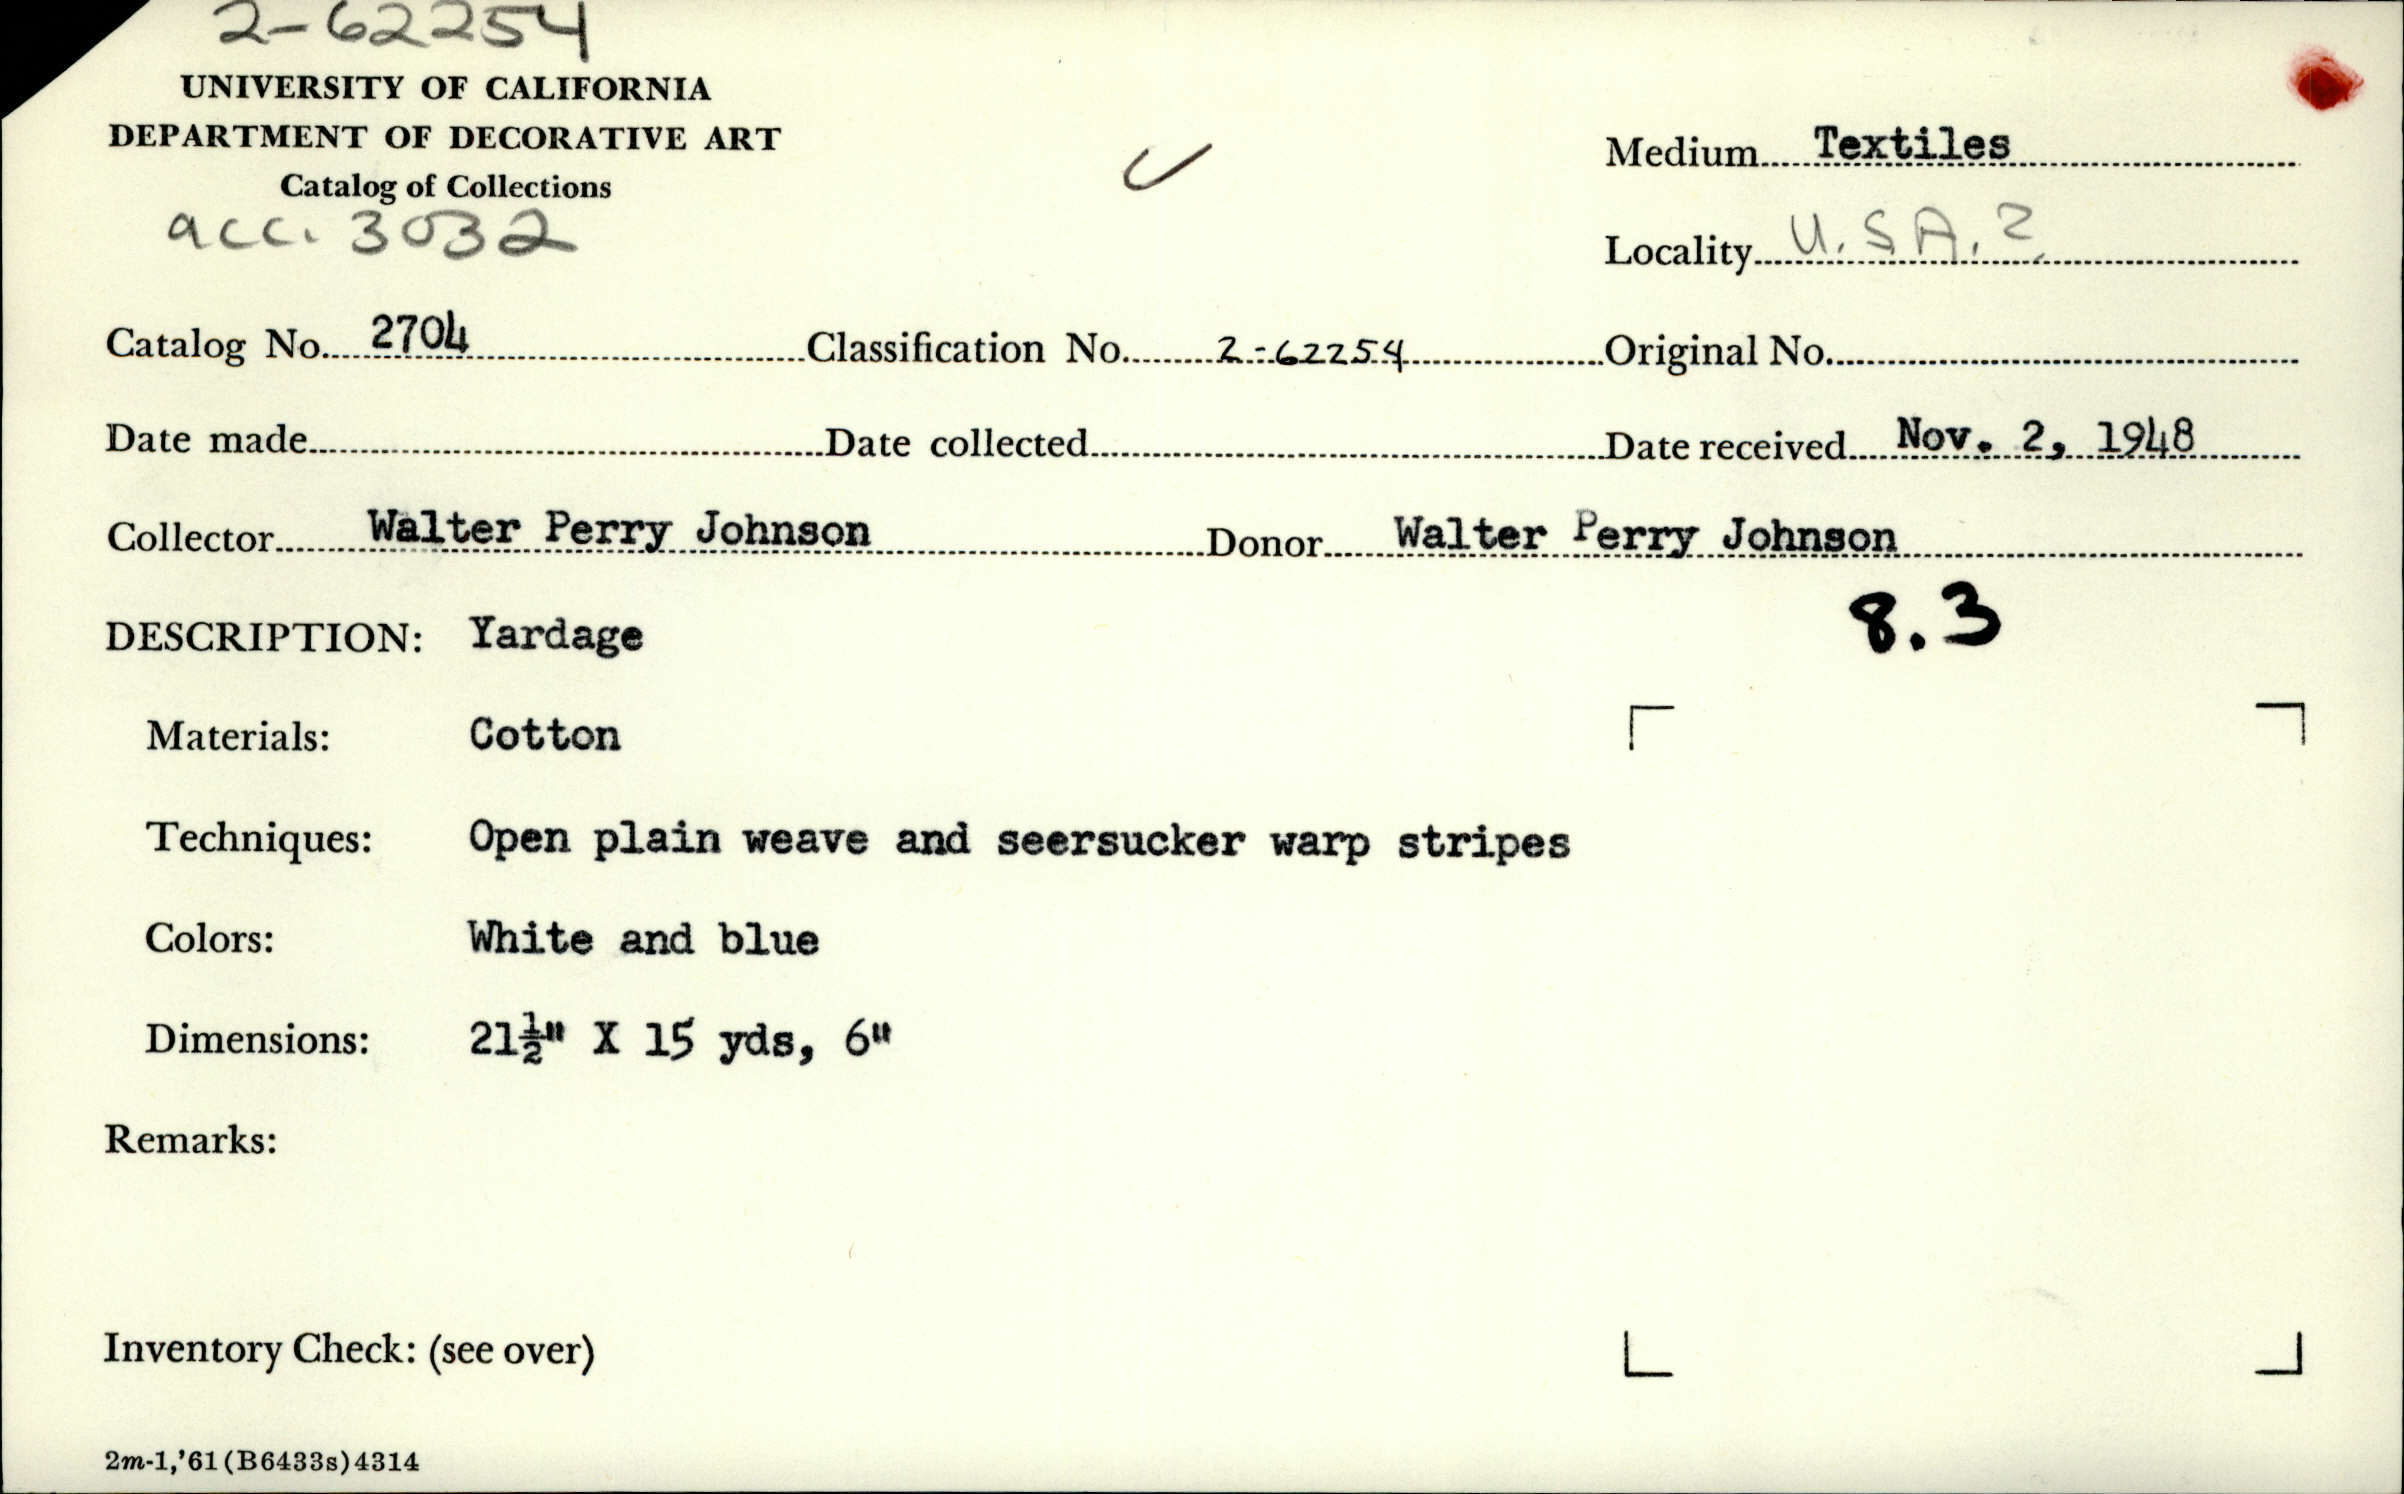 2-62254
UNIVERSITY OF CALIFORNIA
DEPARTMENT OF DECORATIVE ART
Catalog of Collections
acc. 3032
Medium Textiles
Locality U.S.A.?
Catalog No. 2704 Classification No. 2-62254 Original No.
Date made Date collected Date received Nov. 2, 1948
Collector Walter Perry Johnson Donor Walter Perry Johnson
8.3
DESCRIPTION: Yardage
Materials: Cotton
Techniques: Open plain weave and seersucker warp stripes
Colors: White and blue
Dimensions: 21½" X 15 yds, 6"
Remarks:
Inventory Check: (see over)
2m-1,'61(B6433s)4314